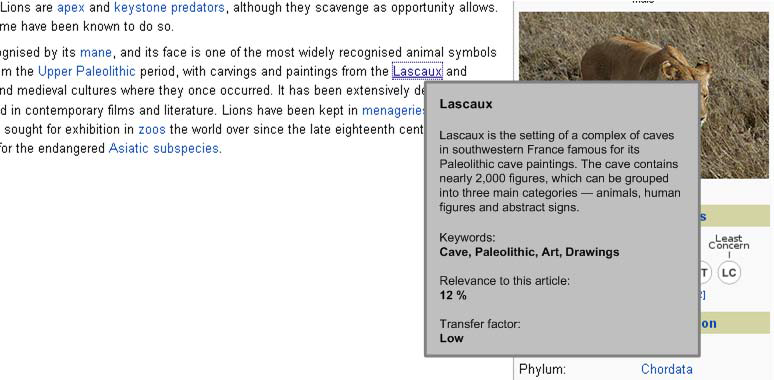 Lions are apex and keystone predators, although they scavenge as opportunity allows.
me have been known to do so.
ognised by its mane, and its face is one of the most widely recognised animal symbols
m the Upper Paleolithic period, with carvings and paintings from the Lascaux and
nd medieval cultures where they once occurred. It has been extensively de
d in contemporary films and literature. Lions have been kept in menageries
sought for exhibition in zoos the world over since the late eighteenth cent
for the endangered Asiatic subspecies.
Lascaux
Lascaux is the setting of a complex of caves
in southwestern France famous for its
Paleolithic cave paintings. The cave contains
nearly 2,000 figures, which can be grouped
into three main categories — animals, human
figures and abstract signs.
Keywords:
Cave, Paleolithic, Art, Drawings
Relevance to this article:
12 %
Transfer factor:
Low
s
Least
Concern
T LC
]
on
Phylum: Chordata